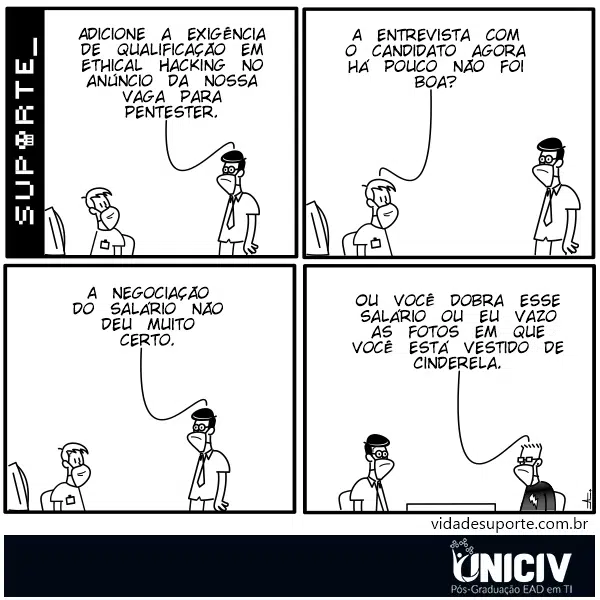 SUPORTE_
ADICIONE A EXIGÊNCIA
DE QUALIFICAÇÃO EM
ETHICAL HACKING NO
ANÚNCIO DA NOSSA
VAGA PARA
PENTESTER.
A ENTREVISTA COM
O CANDIDATO AGORA
HÁ POUCO NÃO FOI
BOA?
A NEGOCIAÇÃO
DO SALÁRIO NÃO
DEU MUITO
CERTO.
OU VOCÊ DOBRA ESSE
SALÁRIO OU EU VAZO
AS FOTOS EM QUE
VOCÊ ESTÁ VESTIDO DE
CINDERELA.
vidadesuporte.com.br
UNICIV
Pós-Graduação EAD em TI